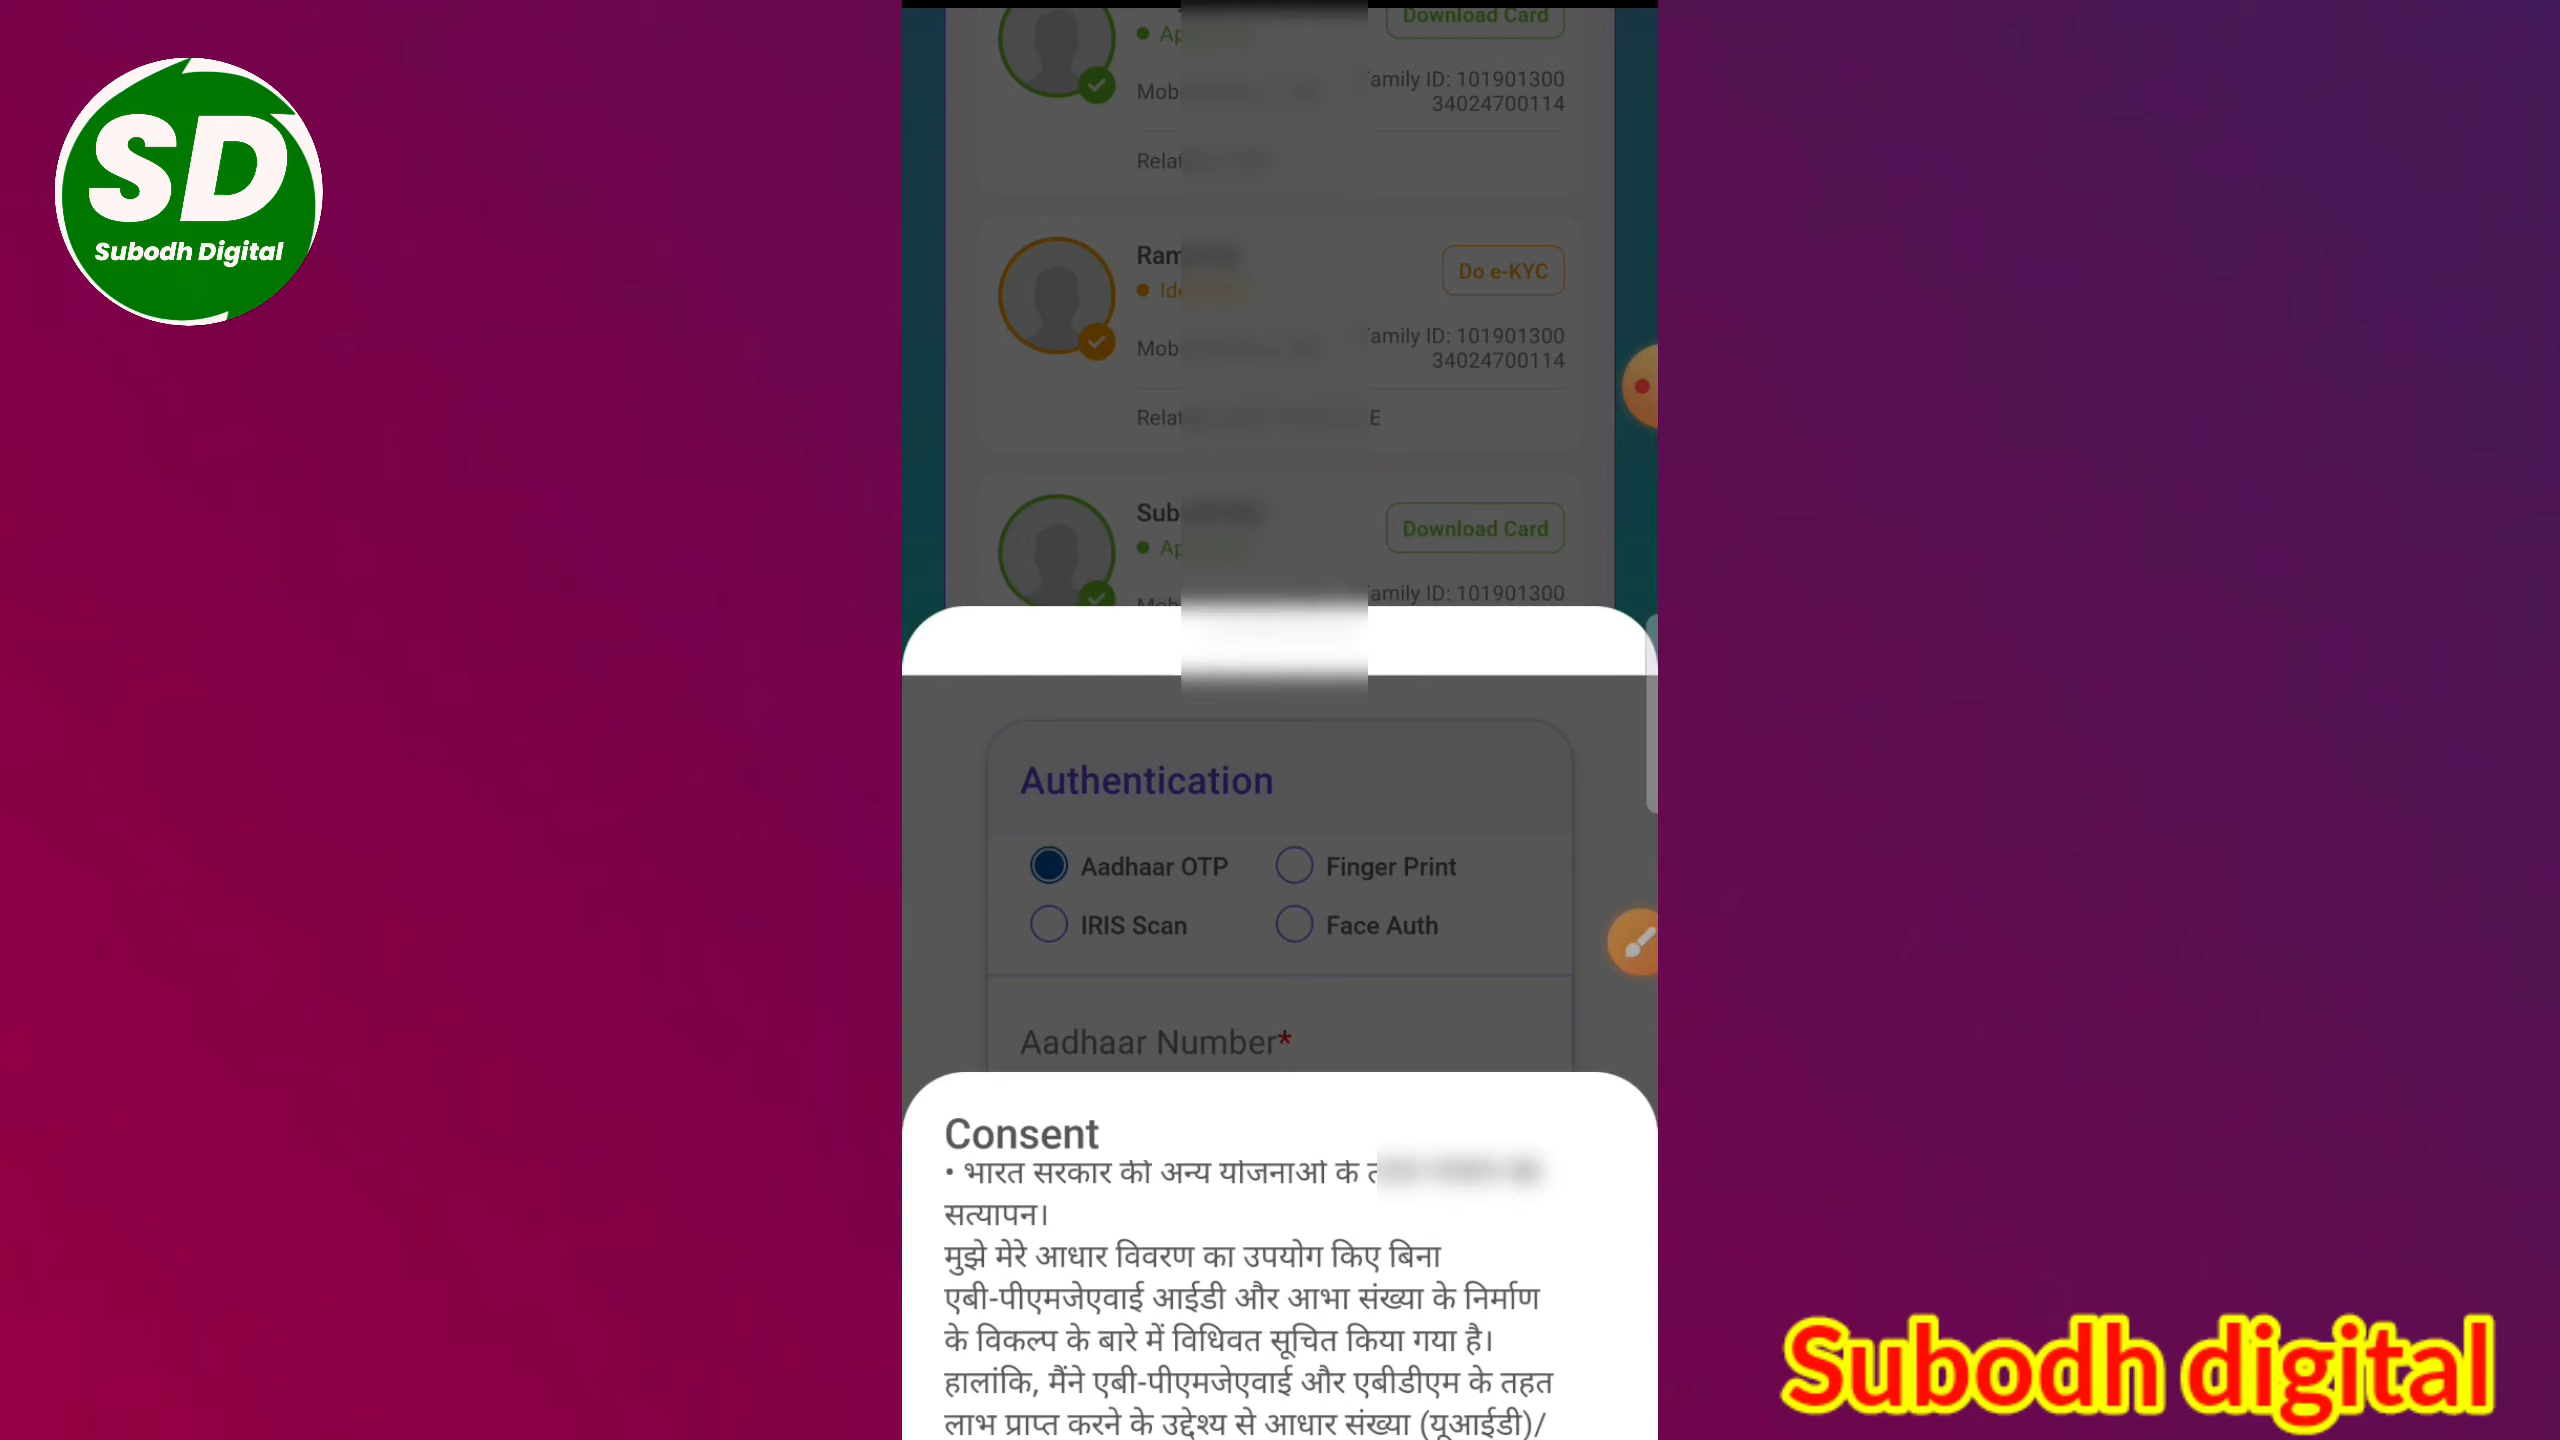 SD
Subodh Digital
Download Card
Family ID: 101901300
34024700114
Do e-KYC
Family ID: 101901300
34024700114
E
Download Card
Family ID: 101901300
Authentication
Aadhaar OTP
Finger Print
IRIS Scan
Face Auth
Aadhaar Number*
Consent
• भारत सरकार की अन्य योजनाओं के
सत्यापन।
मुझे मेरे आधार विवरण का उपयोग किए बिना
एबी-पीएमजेएवाई आईडी और आभा संख्या के निर्माण
के विकल्प के बारे में विधिवत सूचित किया गया है।
हालांकि, मैंने एबी-पीएमजेएवाई और एबीडीएम के तहत
लाभ प्राप्त करने के उद्देश्य से आधार संख्या (यूआईडी)/
Subodh digital